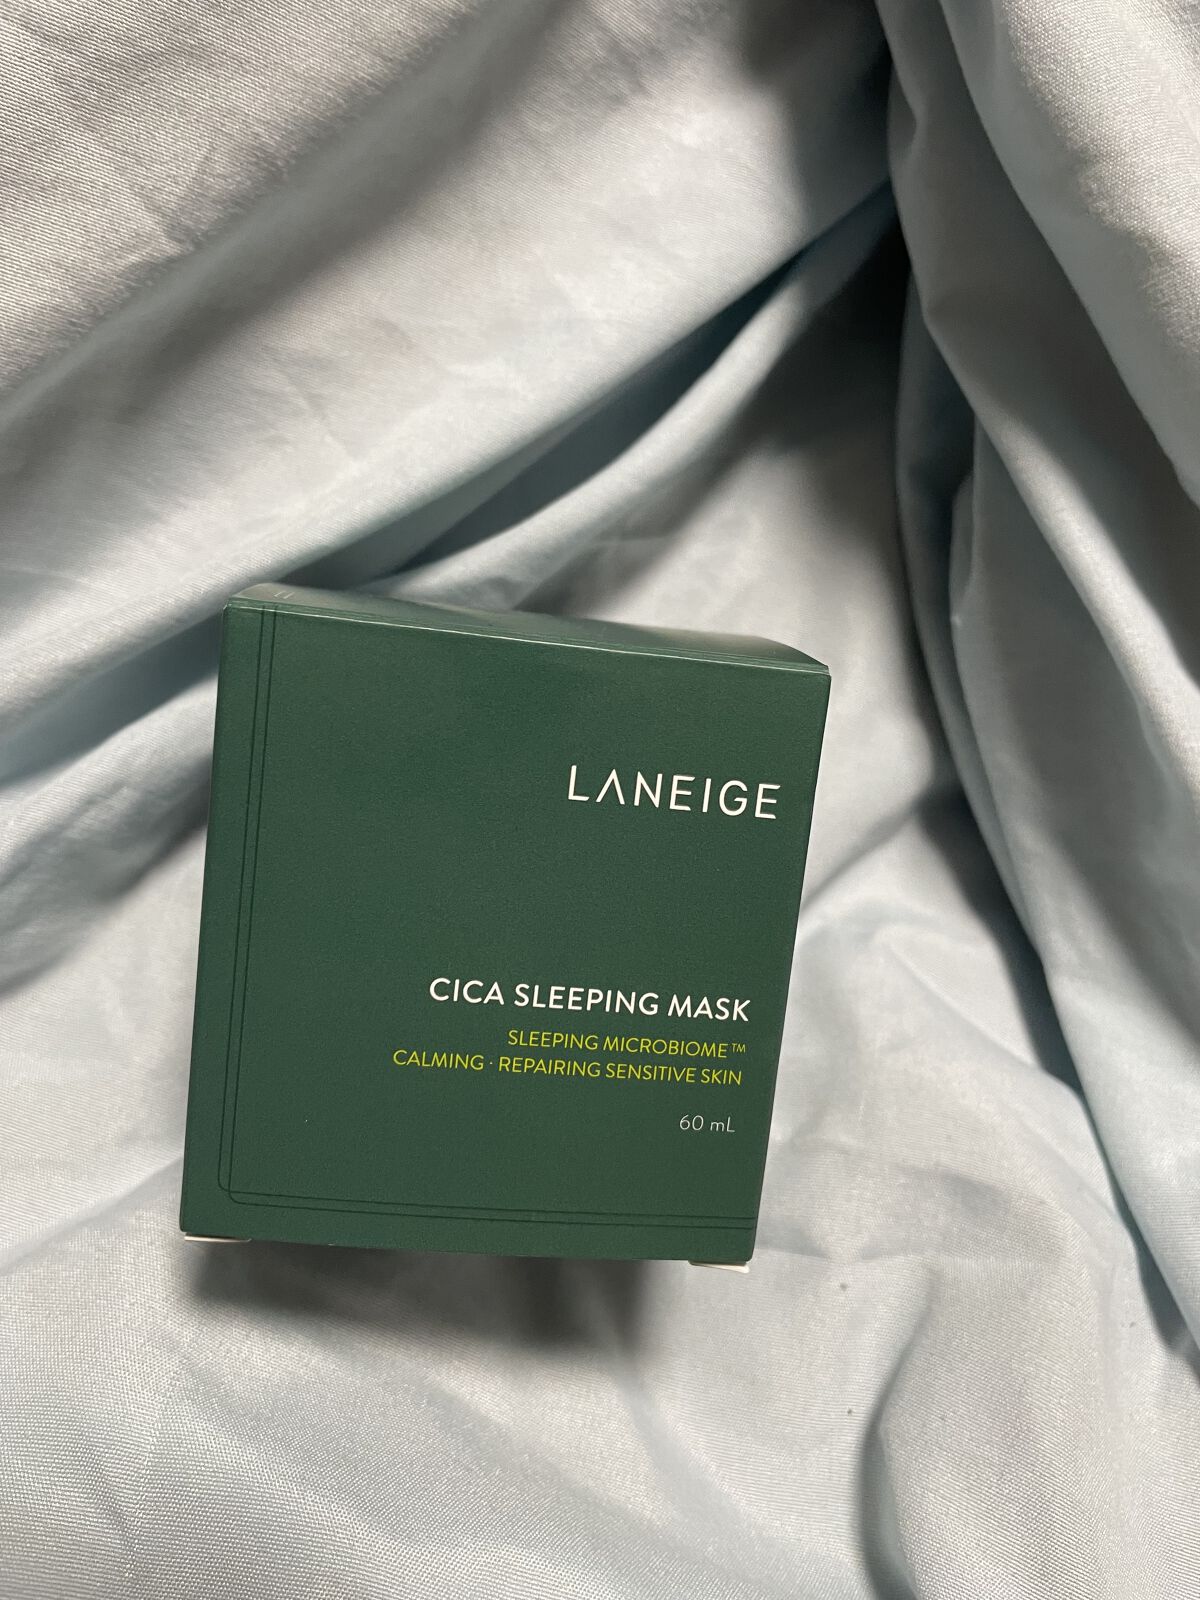 LANEIGE
CICA SLEEPING MASK
SLEEPING MICROBIOME™
CALMING · REPAIRING SENSITIVE SKIN
60 mL